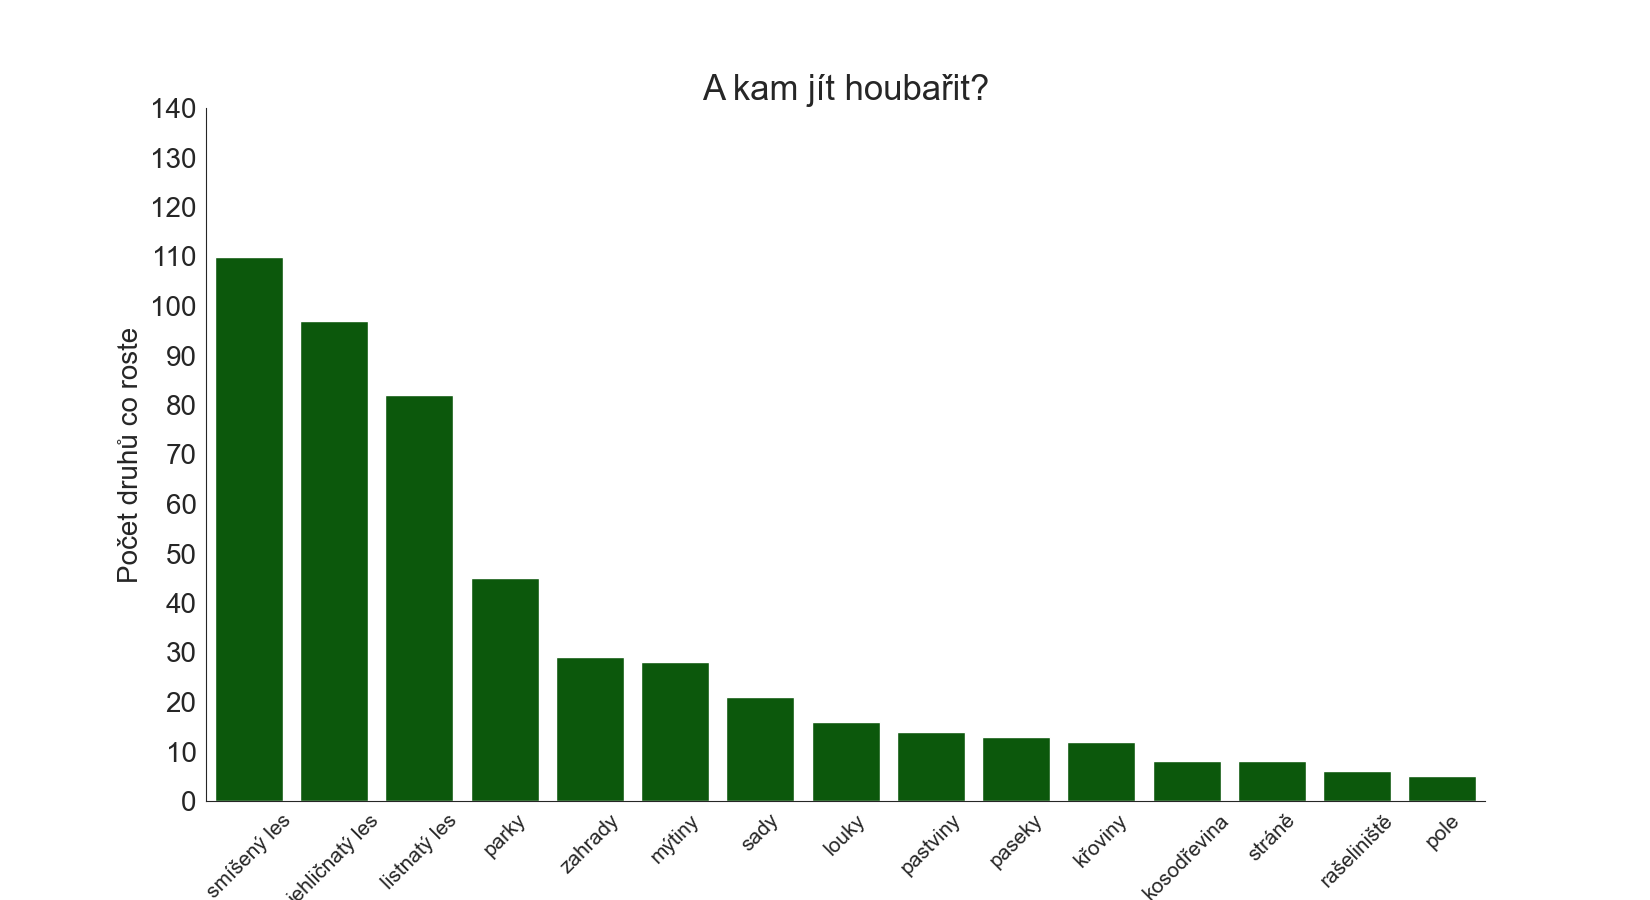 A kam jít houbařit?
Počet druhů co roste
140
130
120
110
100
90
80
70
60
50
40
30
20
10
0
smíšený les
jehličnatý les
listnatý les
parky
zahrady
mýtiny
sady
louky
pastviny
paseky
křoviny
kosodřevina
stráně
rašeliniště
pole